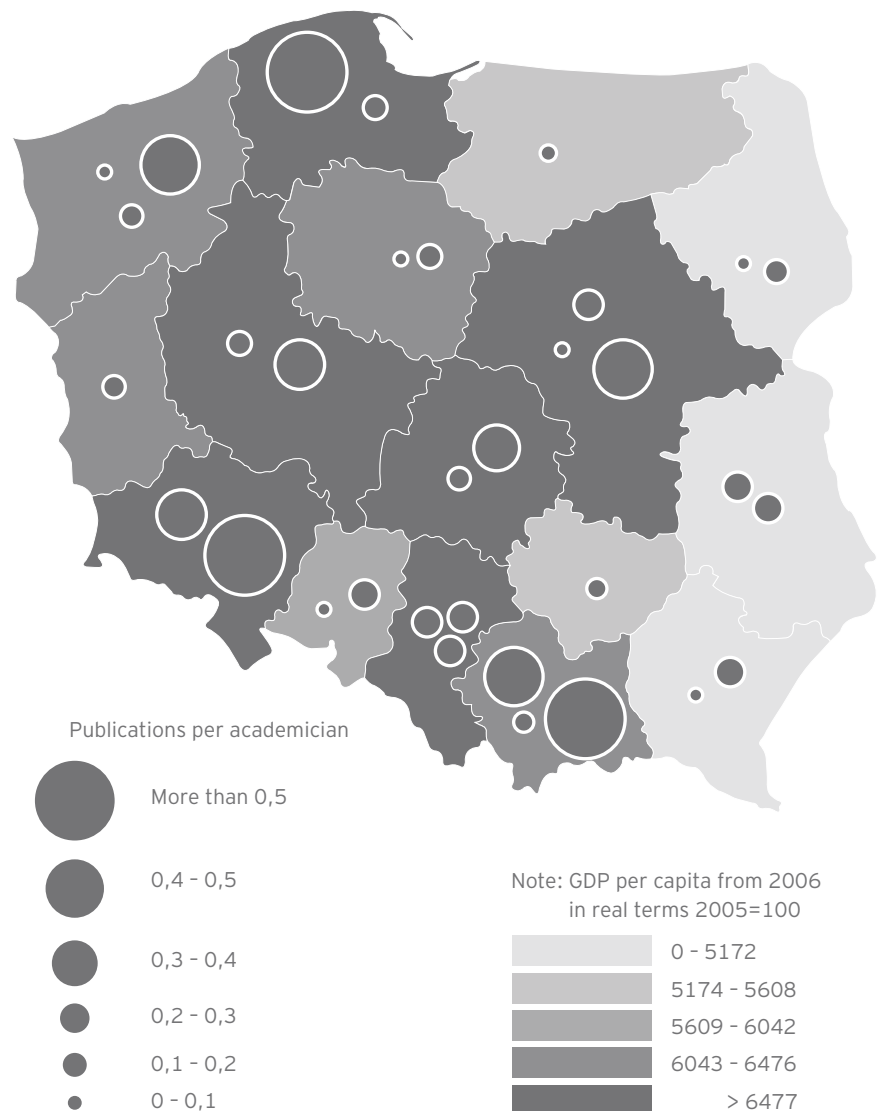 Publications per academician
More than 0,5
0,4 – 0,5
0,3 – 0,4
0,2 – 0,3
0,1 – 0,2
0 – 0,1
Note: GDP per capita from 2006
in real terms 2005=100
0 – 5172
5174 – 5608
5609 – 6042
6043 – 6476
> 6477